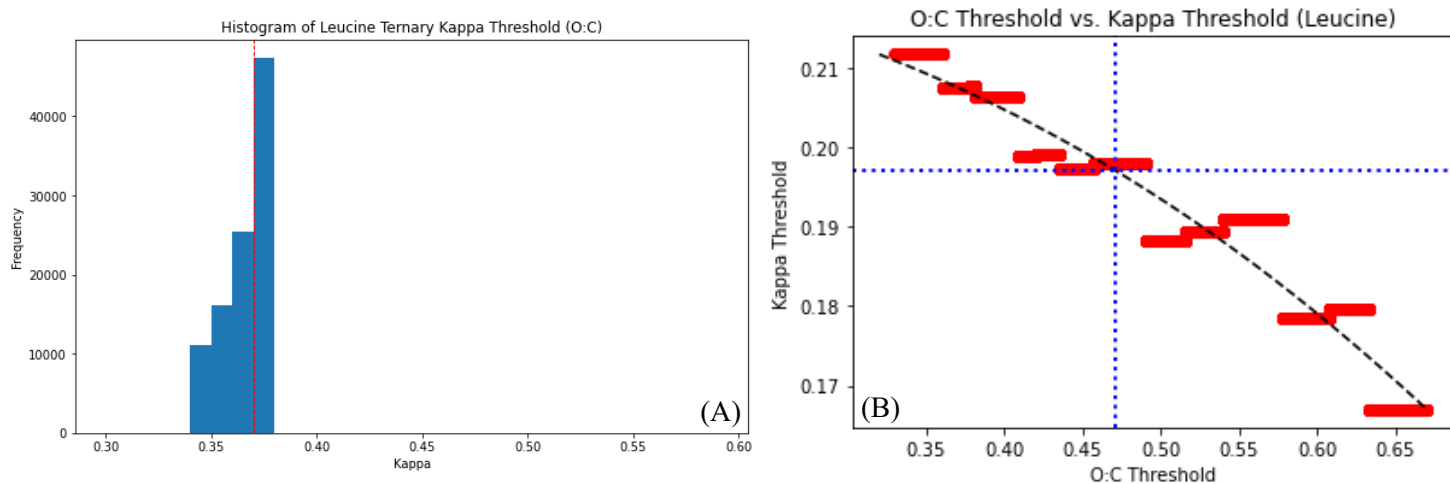 Histogram of Leucine Ternary Kappa Threshold (O:C)
Frequency
40000
30000
20000
10000
0
0.30 0.35 0.40 0.45 0.50 0.55 0.60
Kappa
(A)
O:C Threshold vs. Kappa Threshold (Leucine)
Kappa Threshold
0.21
0.20
0.19
0.18
0.17
0.35 0.40 0.45 0.50 0.55 0.60 0.65
O:C Threshold
(B)